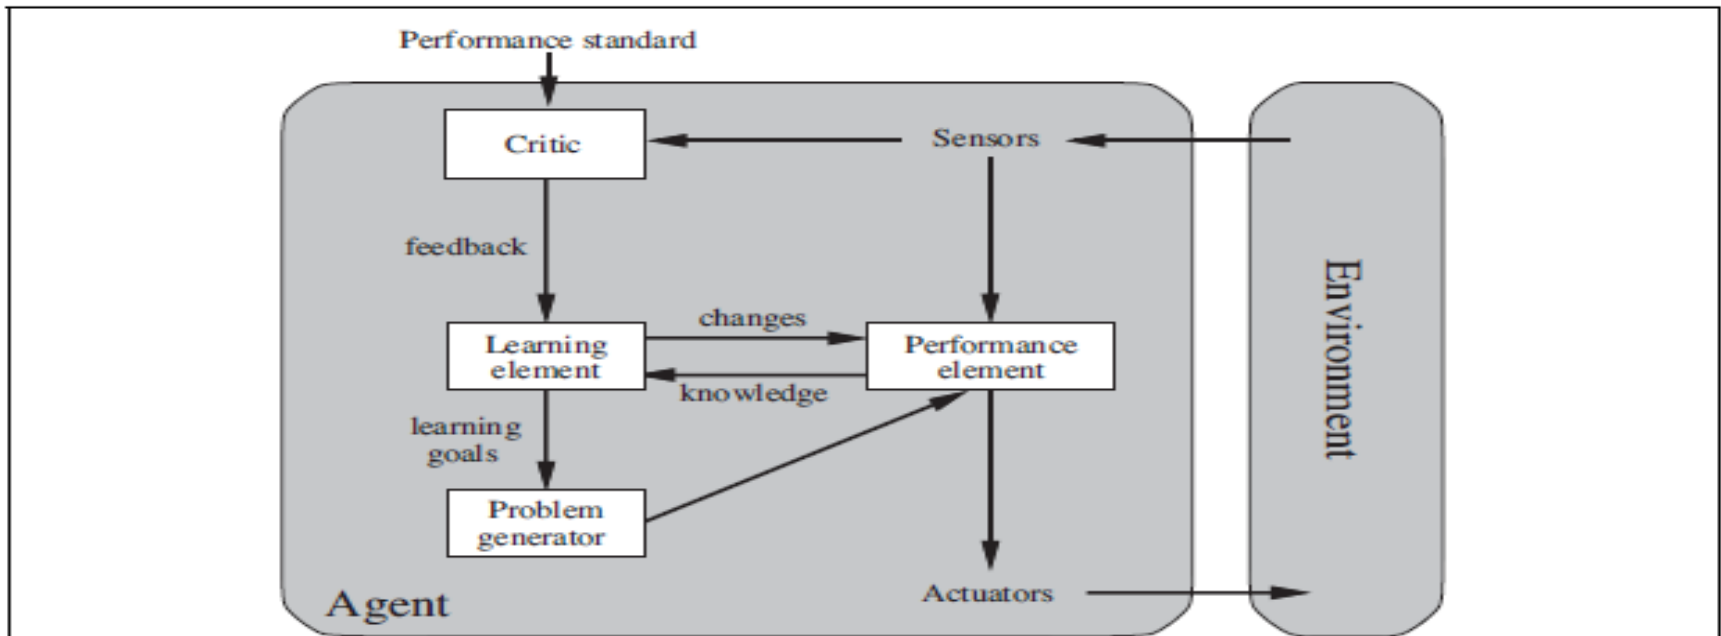 Performance standard
Critic
Sensors
feedback
changes
Learning
element
Performance
element
knowledge
learning
goals
Problem
generator
Agent
Actuators
Environment